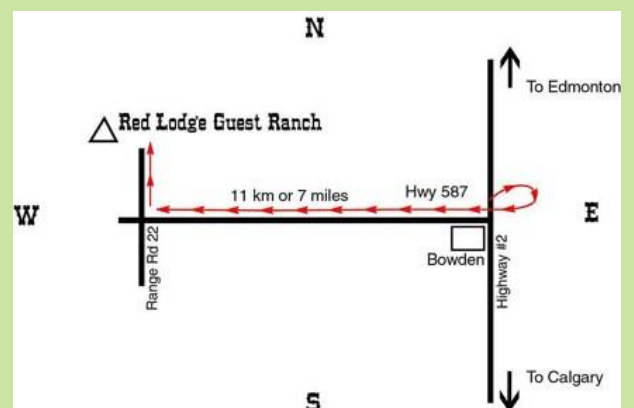 N
To Edmonton
Red Lodge Guest Ranch
11 km or 7 miles
Hwy 587
W
E
Range Rd 22
Bowden
Highway #2
To Calgary
S